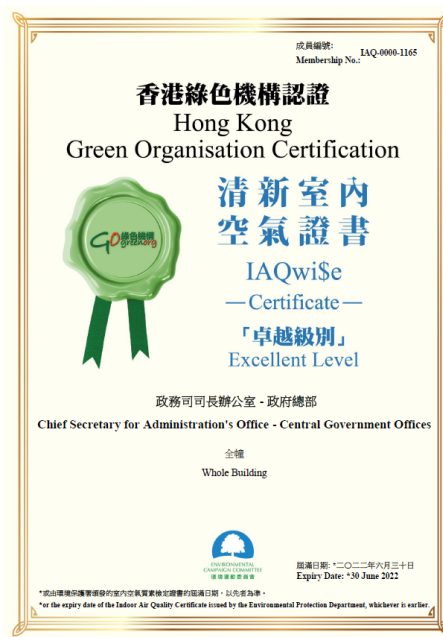 成員編號:
Membership No.: IAQ-0000-1165
香港綠色機構認證
Hong Kong
Green Organisation Certification
綠色機構
GOgreenorg
清新室內
空氣證書
IAQwi$e
—Certificate—
「卓越級別」
Excellent Level
政務司司長辦公室 - 政府總部
Chief Secretary for Administration's Office - Central Government Offices
全幢
Whole Building
ENVIRONMENTAL
CAMPAIGN COMMITTEE
環境運動委員會
屆滿日期: *二〇二二年六月三十日
Expiry Date: *30 June 2022
*或由環境保護署頒發的室內空氣質素檢定證書的屆滿日期，以先者為準。
*or the expiry date of the Indoor Air Quality Certificate issued by the Environmental Protection Department, whichever is earlier.